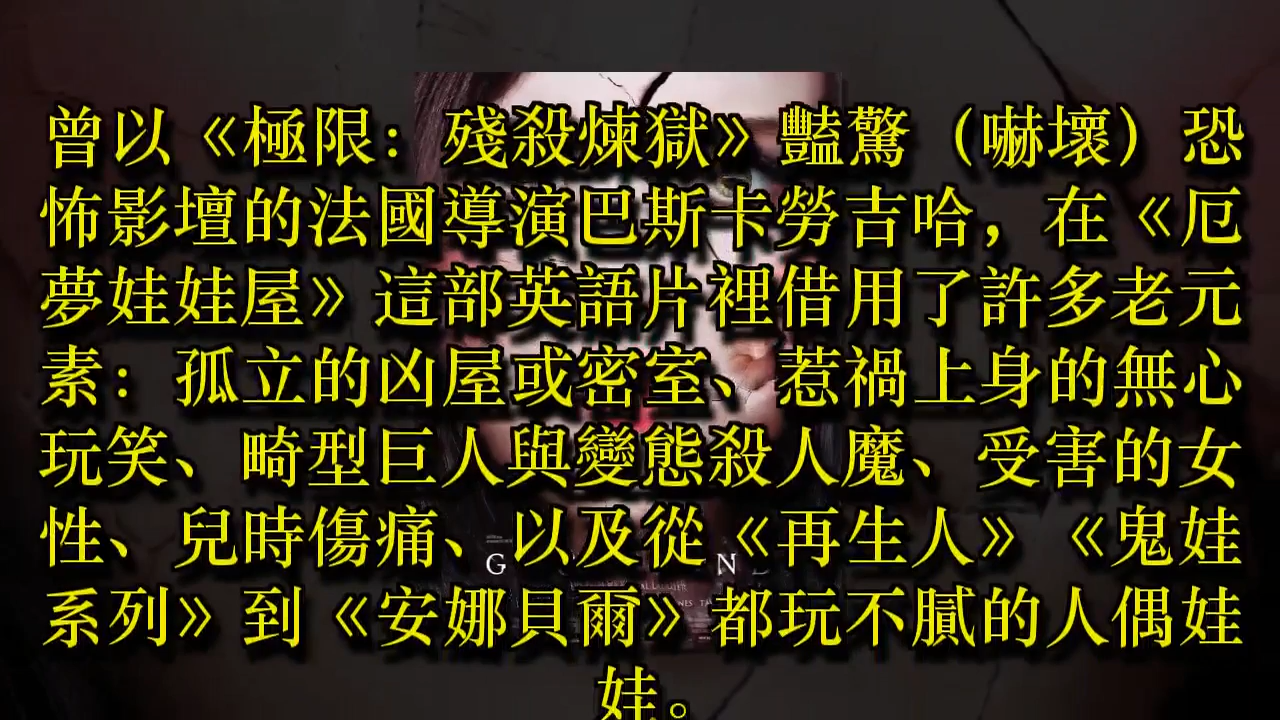 曾以《極限：殘殺煉獄》豔驚（嚇壞）恐
怖影壇的法國導演巴斯卡勞吉哈，在《厄
夢娃娃屋》這部英語片裡借用了許多老元
素：孤立的凶屋或密室、惹禍上身的無心
玩笑、畸型巨人與變態殺人魔、受害的女
性、兒時傷痛、以及從《再生人》《鬼娃
系列》到《安娜貝爾》都玩不膩的人偶娃
娃。